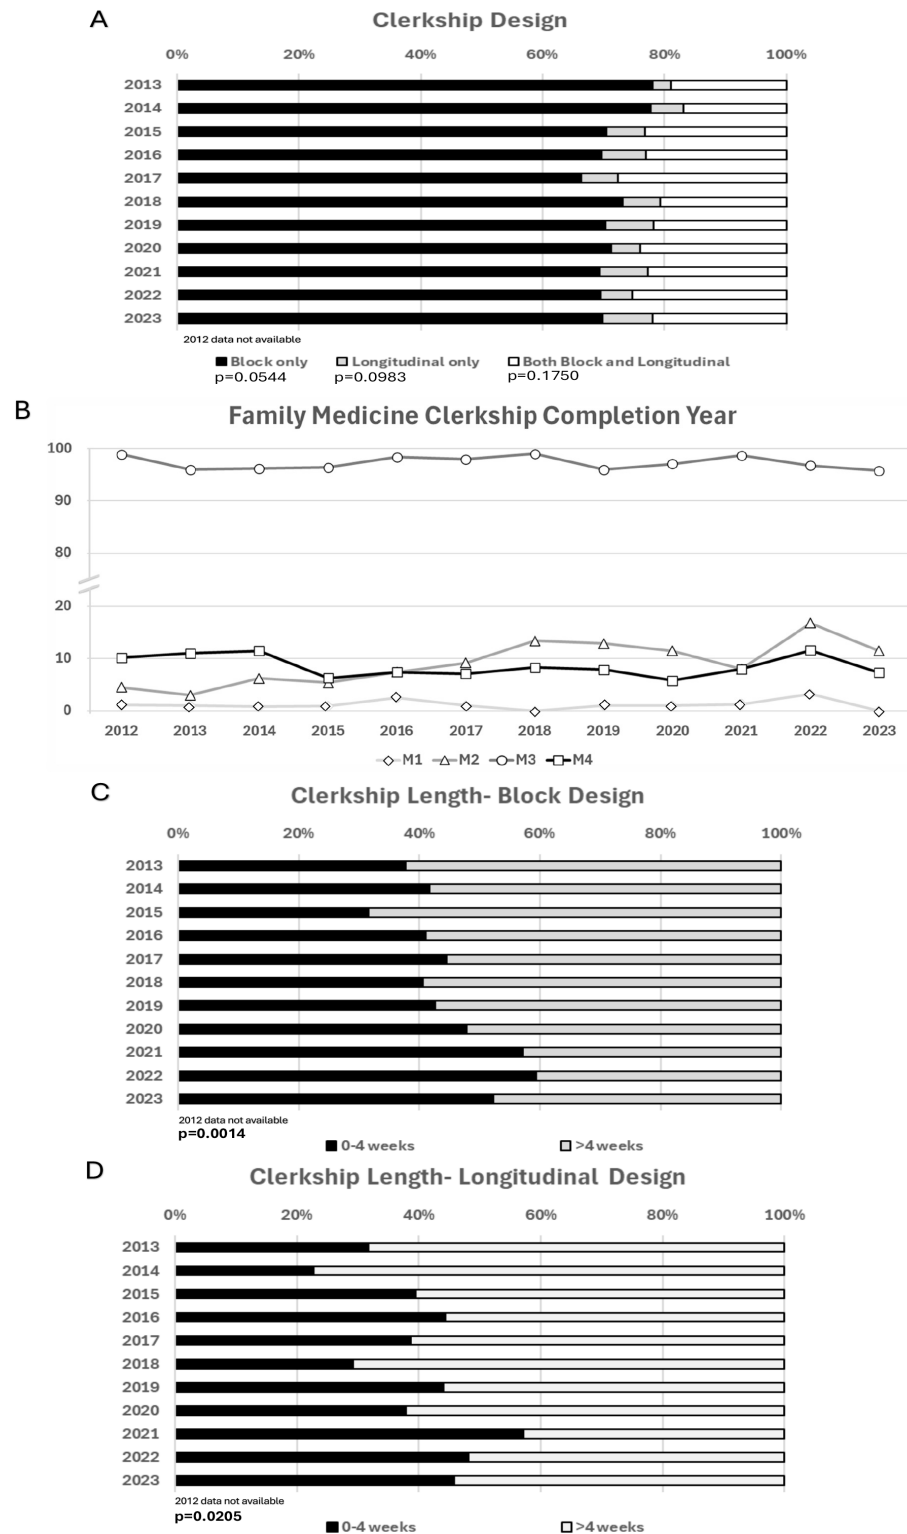 A
Clerkship Design
0% 20% 40% 60% 80% 100%
2013
2014
2015
2016
2017
2018
2019
2020
2021
2022
2023
2012 data not available
Block only Longitudinal only Both Block and Longitudinal
p=0.0544 p=0.0983 p=0.1750
B
Family Medicine Clerkship Completion Year
100
90
80
20
10
0
2012 2013 2014 2015 2016 2017 2018 2019 2020 2021 2022 2023
M1 M2 M3 M4
C
Clerkship Length- Block Design
0% 20% 40% 60% 80% 100%
2013
2014
2015
2016
2017
2018
2019
2020
2021
2022
2023
2012 data not available
p=0.0014
0-4 weeks >4 weeks
D
Clerkship Length- Longitudinal Design
0% 20% 40% 60% 80% 100%
2013
2014
2015
2016
2017
2018
2019
2020
2021
2022
2023
2012 data not available
p=0.0205
0-4 weeks >4 weeks